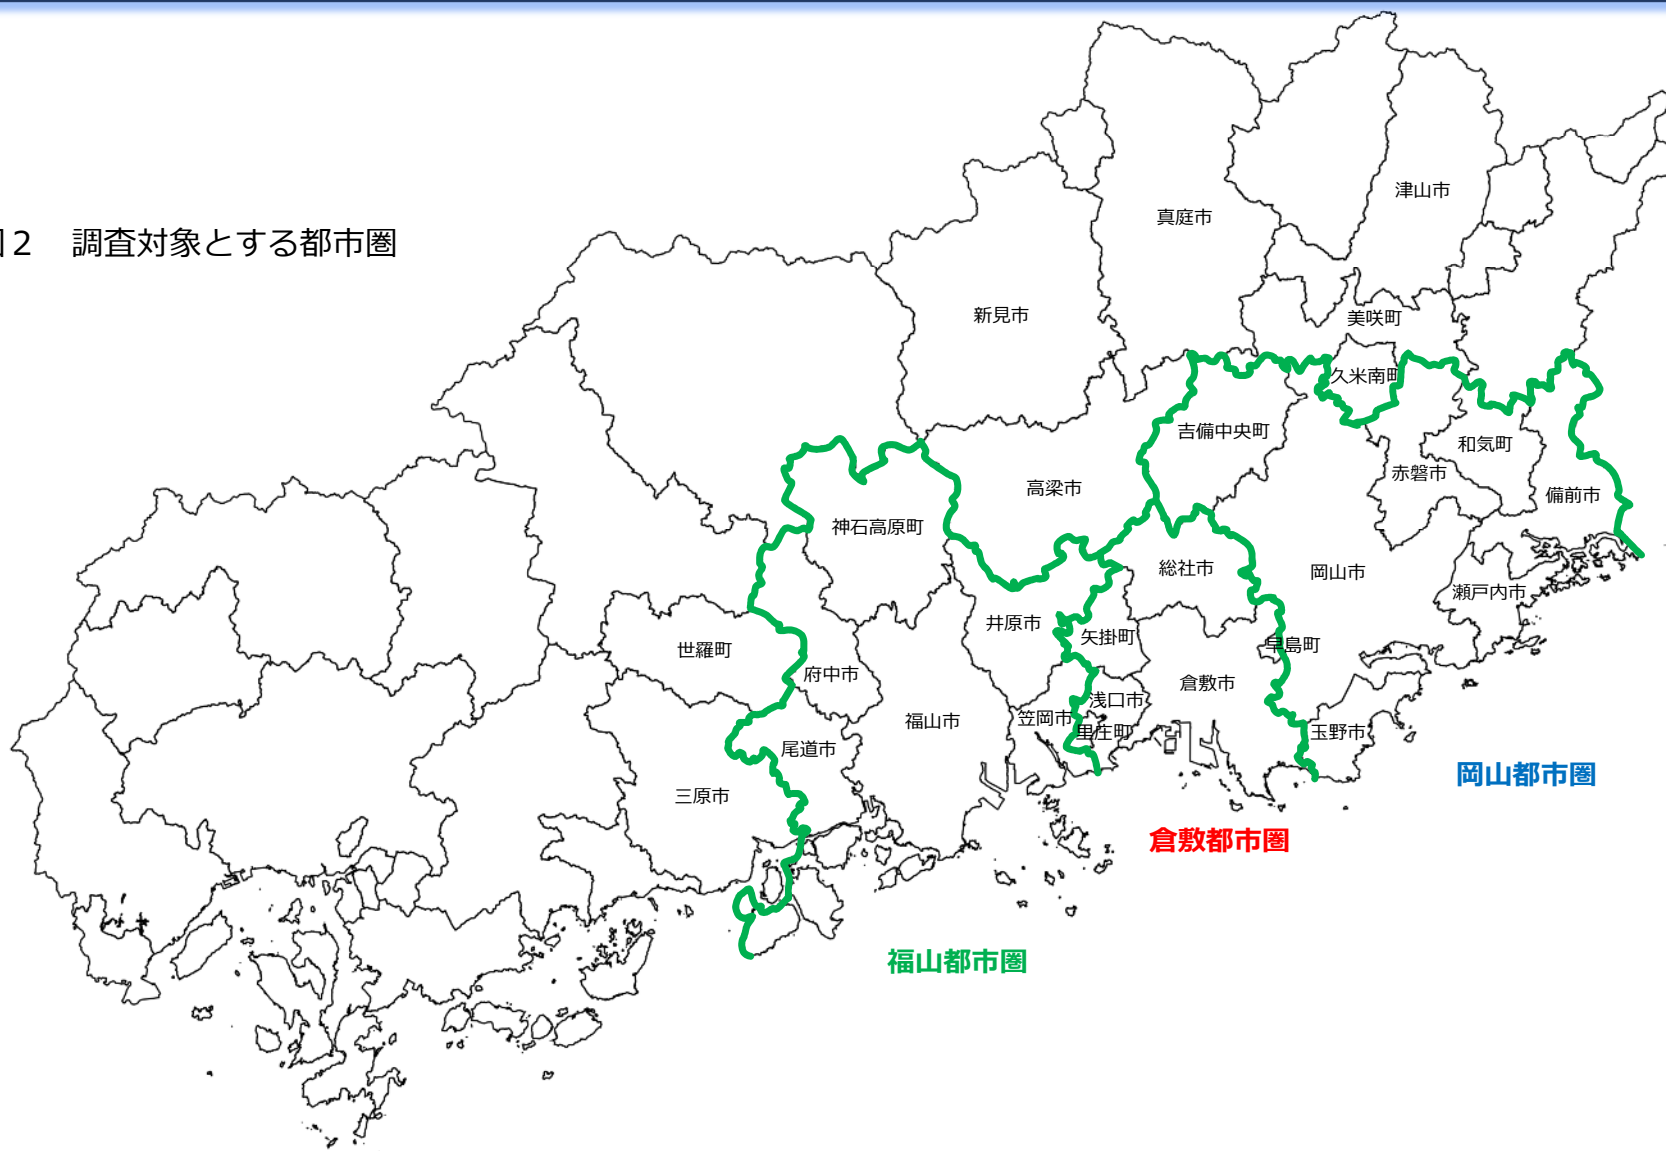 図2　調査対象とする都市圏
津山市
真庭市
新見市
美咲町
久米南町
吉備中央町
和気町
赤磐市
高梁市
備前市
神石高原町
総社市
岡山市
瀬戸内市
井原市
矢掛町
早島町
世羅町
府中市
倉敷市
浅口市
笠岡市
福山市
里庄町
玉野市
尾道市
三原市
岡山都市圏
倉敷都市圏
福山都市圏